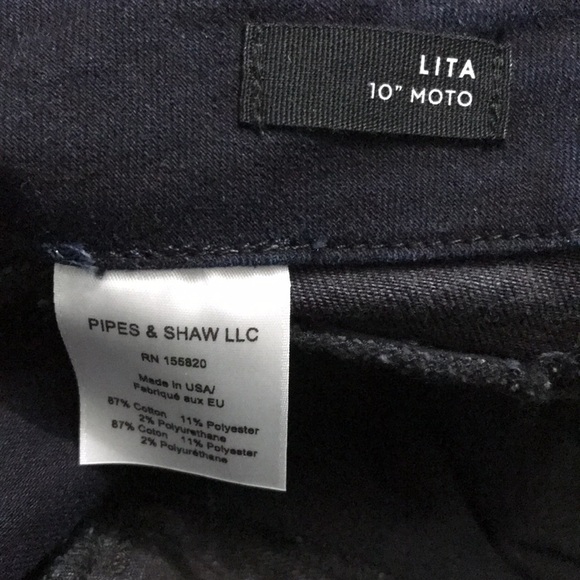 LITA
10" MOTO
PIPES & SHAW LLC
RN 155820
Made in USA/
Fabriqué aux EU
87% Cotton 11% Polyester
2% Polyurethane
87% Coton 11% Polyester
2% Polyuréthane